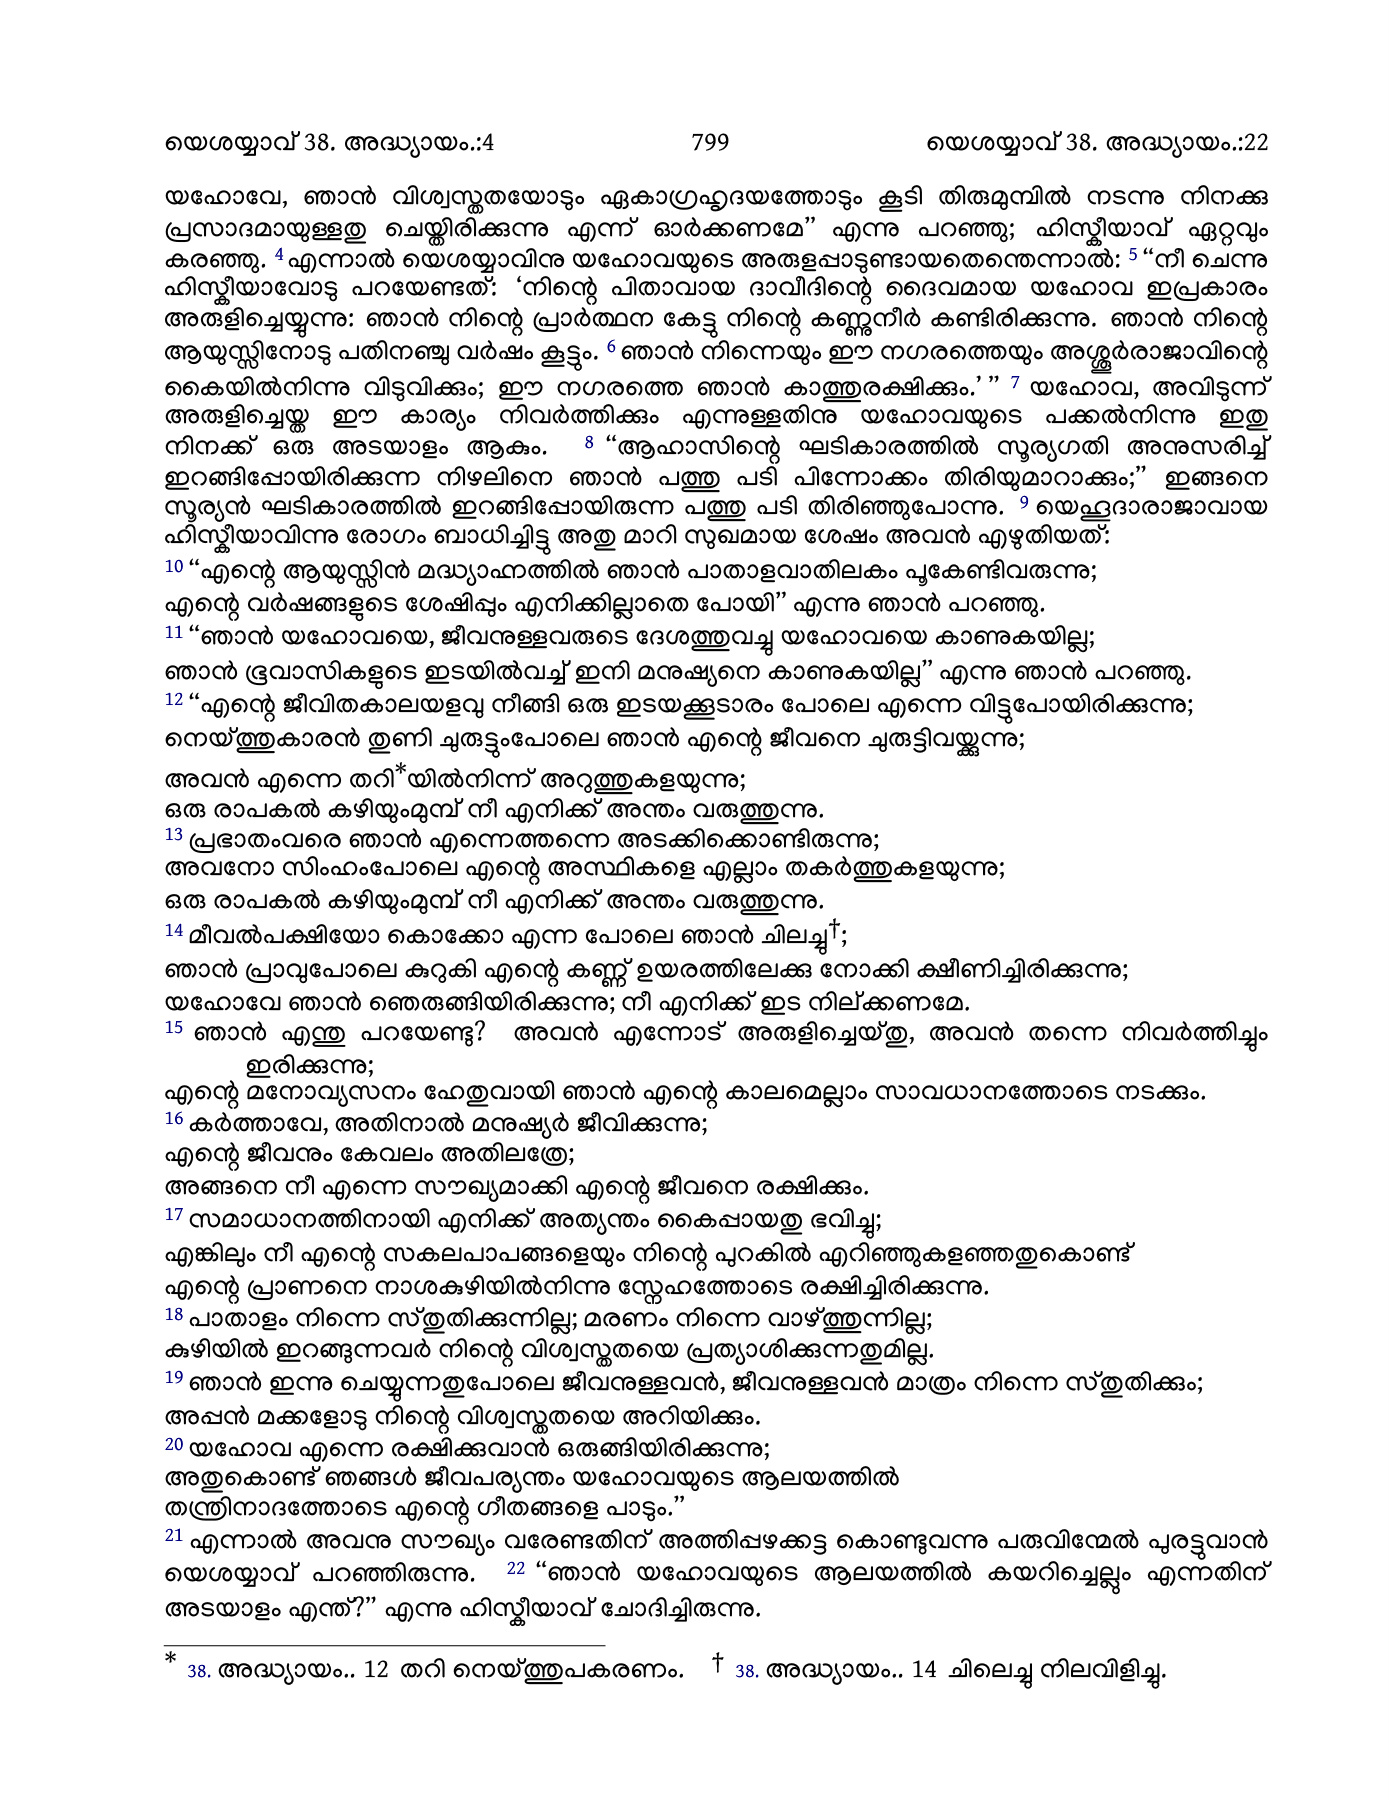 യെശയ്യാവ് 38. അദ്ധ്യായം.:4 799 യെശയ്യാവ് 38. അദ്ധ്യായം.:22
യഹോവേ, ഞാൻ വിശ്വസ്തതയോടും ഏകാഗ്രഹൃദയത്തോടും കൂടി തിരുമുമ്പിൽ നടന്നു നിനക്കു
പ്രസാദമായുള്ളതു ചെയ്തിരിക്കുന്നു എന്ന് ഓർക്കണമേ” എന്നു പറഞ്ഞു; ഹിസ്കീയാവ് ഏറ്റവും
കരഞ്ഞു. 4 എന്നാൽ യെശയ്യാവിനു യഹോവയുടെ അരുളപ്പാടുണ്ടായതെന്തെന്നാൽ: 5 “നീ ചെന്നു
ഹിസ്കീയാവോടു പറയേണ്ടത്: ‘നിന്റെ പിതാവായ ദാവീദിന്റെ ദൈവമായ യഹോവ ഇപ്രകാരം
അരുളിച്ചെയ്യുന്നു: ഞാൻ നിന്റെ പ്രാർത്ഥന കേട്ടു നിന്റെ കണ്ണുനീർ കണ്ടിരിക്കുന്നു. ഞാൻ നിന്റെ
ആയുസ്സിനോടു പതിനഞ്ചു വർഷം കൂട്ടും. 6 ഞാൻ നിന്നെയും ഈ നഗരത്തെയും അശ്ശൂർരാജാവിന്റെ
കൈയിൽനിന്നു വിടുവിക്കും; ഈ നഗരത്തെ ഞാൻ കാത്തുരക്ഷിക്കും.’ ” 7 യഹോവ, അവിടുന്ന്
അരുളിച്ചെയ്ത ഈ കാര്യം നിവർത്തിക്കും എന്നുള്ളതിനു യഹോവയുടെ പക്കൽനിന്നു ഇതു
നിനക്ക് ഒരു അടയാളം ആകും. 8 “ആഹാസിന്റെ ഘടികാരത്തിൽ സൂര്യഗതി അനുസരിച്ച്
ഇറങ്ങിപ്പോയിരിക്കുന്ന നിഴലിനെ ഞാൻ പത്തു പടി പിന്നോക്കം തിരിയുമാറാക്കും;” ഇങ്ങനെ
സൂര്യൻ ഘടികാരത്തിൽ ഇറങ്ങിപ്പോയിരുന്ന പത്തു പടി തിരിഞ്ഞുപോന്നു. 9 യെഹൂദാരാജാവായ
ഹിസ്കീയാവിന്നു രോഗം ബാധിച്ചിട്ടു അതു മാറി സുഖമായ ശേഷം അവൻ എഴുതിയത്:
10 “എന്റെ ആയുസ്സിൻ മദ്ധ്യാഹ്നത്തിൽ ഞാൻ പാതാളവാതിലകം പൂകേണ്ടിവരുന്നു;
എന്റെ വർഷങ്ങളുടെ ശേഷിപ്പും എനിക്കില്ലാതെ പോയി” എന്നു ഞാൻ പറഞ്ഞു.
11 “ഞാൻ യഹോവയെ, ജീവനുള്ളവരുടെ ദേശത്തുവച്ചു യഹോവയെ കാണുകയില്ല;
ഞാൻ ഭൂവാസികളുടെ ഇടയിൽവച്ച് ഇനി മനുഷ്യനെ കാണുകയില്ല” എന്നു ഞാൻ പറഞ്ഞു.
12 “എന്റെ ജീവിതകാലയളവു നീങ്ങി ഒരു ഇടയക്കൂടാരം പോലെ എന്നെ വിട്ടുപോയിരിക്കുന്നു;
നെയ്ത്തുകാരൻ തുണി ചുരുട്ടുംപോലെ ഞാൻ എന്റെ ജീവനെ ചുരുട്ടിവയ്ക്കുന്നു;
അവൻ എന്നെ തറി*യിൽനിന്ന് അറുത്തുകളയുന്നു;
ഒരു രാപകൽ കഴിയുംമുമ്പ് നീ എനിക്ക് അന്തം വരുത്തുന്നു.
13 പ്രഭാതംവരെ ഞാൻ എന്നെത്തന്നെ അടക്കിക്കൊണ്ടിരുന്നു;
അവനോ സിംഹംപോലെ എന്റെ അസ്ഥികളെ എല്ലാം തകർത്തുകളയുന്നു;
ഒരു രാപകൽ കഴിയുംമുമ്പ് നീ എനിക്ക് അന്തം വരുത്തുന്നു.
14 മീവൽപക്ഷിയോ കൊക്കോ എന്ന പോലെ ഞാൻ ചിലച്ചു†;
ഞാൻ പ്രാവുപോലെ കുറുകി എന്റെ കണ്ണ് ഉയരത്തിലേക്കു നോക്കി ക്ഷീണിച്ചിരിക്കുന്നു;
യഹോവേ ഞാൻ ഞെരുങ്ങിയിരിക്കുന്നു; നീ എനിക്ക് ഇട നില്ക്കണമേ.
15 ഞാൻ എന്തു പറയേണ്ടു? അവൻ എന്നോട് അരുളിച്ചെയ്തു, അവൻ തന്നെ നിവർത്തിച്ചും
ഇരിക്കുന്നു;
എന്റെ മനോവ്യസനം ഹേതുവായി ഞാൻ എന്റെ കാലമെല്ലാം സാവധാനത്തോടെ നടക്കും.
16 കർത്താവേ, അതിനാൽ മനുഷ്യർ ജീവിക്കുന്നു;
എന്റെ ജീവനും കേവലം അതിലത്രേ;
അങ്ങനെ നീ എന്നെ സൗഖ്യമാക്കി എന്റെ ജീവനെ രക്ഷിക്കും.
17 സമാധാനത്തിനായി എനിക്ക് അത്യന്തം കൈപ്പായതു ഭവിച്ചു;
എങ്കിലും നീ എന്റെ സകലപാപങ്ങളെയും നിന്റെ പുറകിൽ എറിഞ്ഞുകളഞ്ഞതുകൊണ്ട്
എന്റെ പ്രാണനെ നാശകുഴിയിൽനിന്നു സ്നേഹത്തോടെ രക്ഷിച്ചിരിക്കുന്നു.
18 പാതാളം നിന്നെ സ്തുതിക്കുന്നില്ല; മരണം നിന്നെ വാഴ്ത്തുന്നില്ല;
കുഴിയിൽ ഇറങ്ങുന്നവർ നിന്റെ വിശ്വസ്തതയെ പ്രത്യാശിക്കുന്നതുമില്ല.
19 ഞാൻ ഇന്നു ചെയ്യുന്നതുപോലെ ജീവനുള്ളവൻ, ജീവനുള്ളവൻ മാത്രം നിന്നെ സ്തുതിക്കും;
അപ്പൻ മക്കളോടു നിന്റെ വിശ്വസ്തതയെ അറിയിക്കും.
20 യഹോവ എന്നെ രക്ഷിക്കുവാൻ ഒരുങ്ങിയിരിക്കുന്നു;
അതുകൊണ്ട് ഞങ്ങൾ ജീവപര്യന്തം യഹോവയുടെ ആലയത്തിൽ
തന്ത്രിനാദത്തോടെ എന്റെ ഗീതങ്ങളെ പാടും.”
21 എന്നാൽ അവനു സൗഖ്യം വരേണ്ടതിന് അത്തിപ്പഴക്കട്ട കൊണ്ടുവന്നു പരുവിന്മേൽ പുരട്ടുവാൻ
യെശയ്യാവ് പറഞ്ഞിരുന്നു. 22 “ഞാൻ യഹോവയുടെ ആലയത്തിൽ കയറിച്ചെല്ലും എന്നതിന്
അടയാളം എന്ത്?” എന്നു ഹിസ്കീയാവ് ചോദിച്ചിരുന്നു.
* 38. അദ്ധ്യായം.. 12 തറി നെയ്ത്തുപകരണം. † 38. അദ്ധ്യായം.. 14 ചിലെച്ചു നിലവിളിച്ചു.